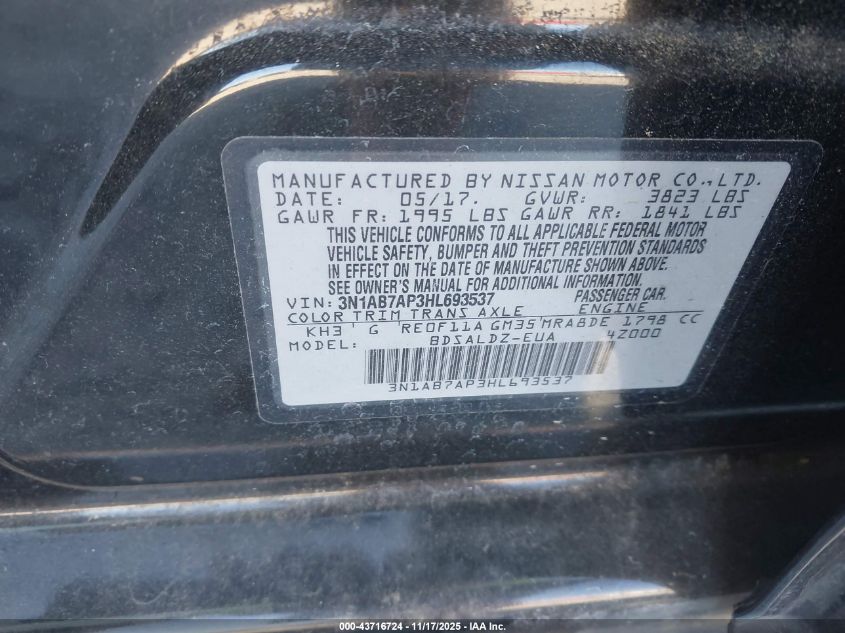 MANUFACTURED BY NISSAN MOTOR CO.,LTD.
DATE: 05/17. GVWR: 3823 LBS
GAWR FR: 1995 LBS GAWR RR: 1841 LBS
THIS VEHICLE CONFORMS TO ALL APPLICABLE FEDERAL MOTOR
VEHICLE SAFETY, BUMPER AND THEFT PREVENTION STANDARDS
IN EFFECT ON THE DATE OF MANUFACTURE SHOWN ABOVE.
SEE OWNER'S MANUAL FOR ADDITIONAL INFORMATION.
VIN: 3N1AB7AP3HL693537 PASSENGER CAR.
COLOR TRIM TRANS AXLE ENGINE
KH3 G RE0F11A GM35 MRA8DE 1798 CC
MODEL: BDSALDZ-EUA 4Z000
3N1AB7AP3HL693537
000-43716724 - 11/17/2025 - IAA Inc.